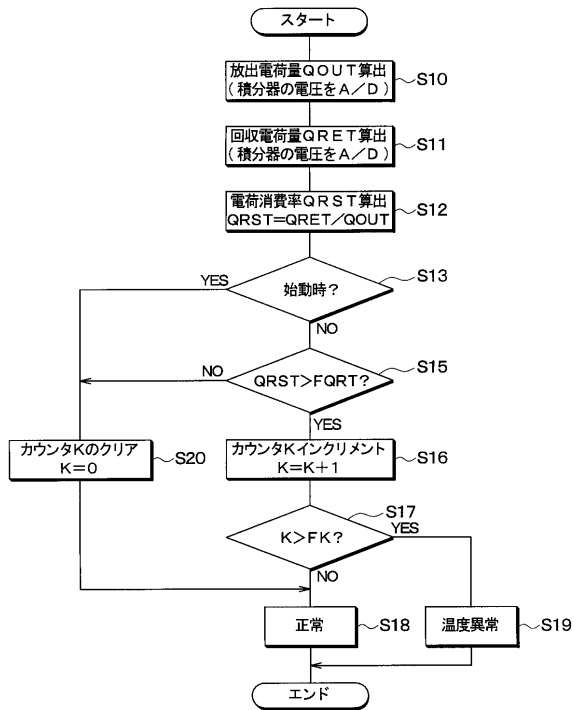 スタート
放出電荷量QOUT算出
(積分器の電圧をA/D)
S10
回収電荷量QRET算出
(積分器の電圧をA/D)
S11
電荷消費率QRST算出
QRST=QRET/QOUT
S12
YES
始動時?
S13
NO
NO
QRST>FQRT?
S15
YES
カウンタKのクリア
K=0
S20
カウンタKインクリメント
K=K+1
S16
K>FK?
S17
YES
NO
正常
S18
温度異常
S19
エンド